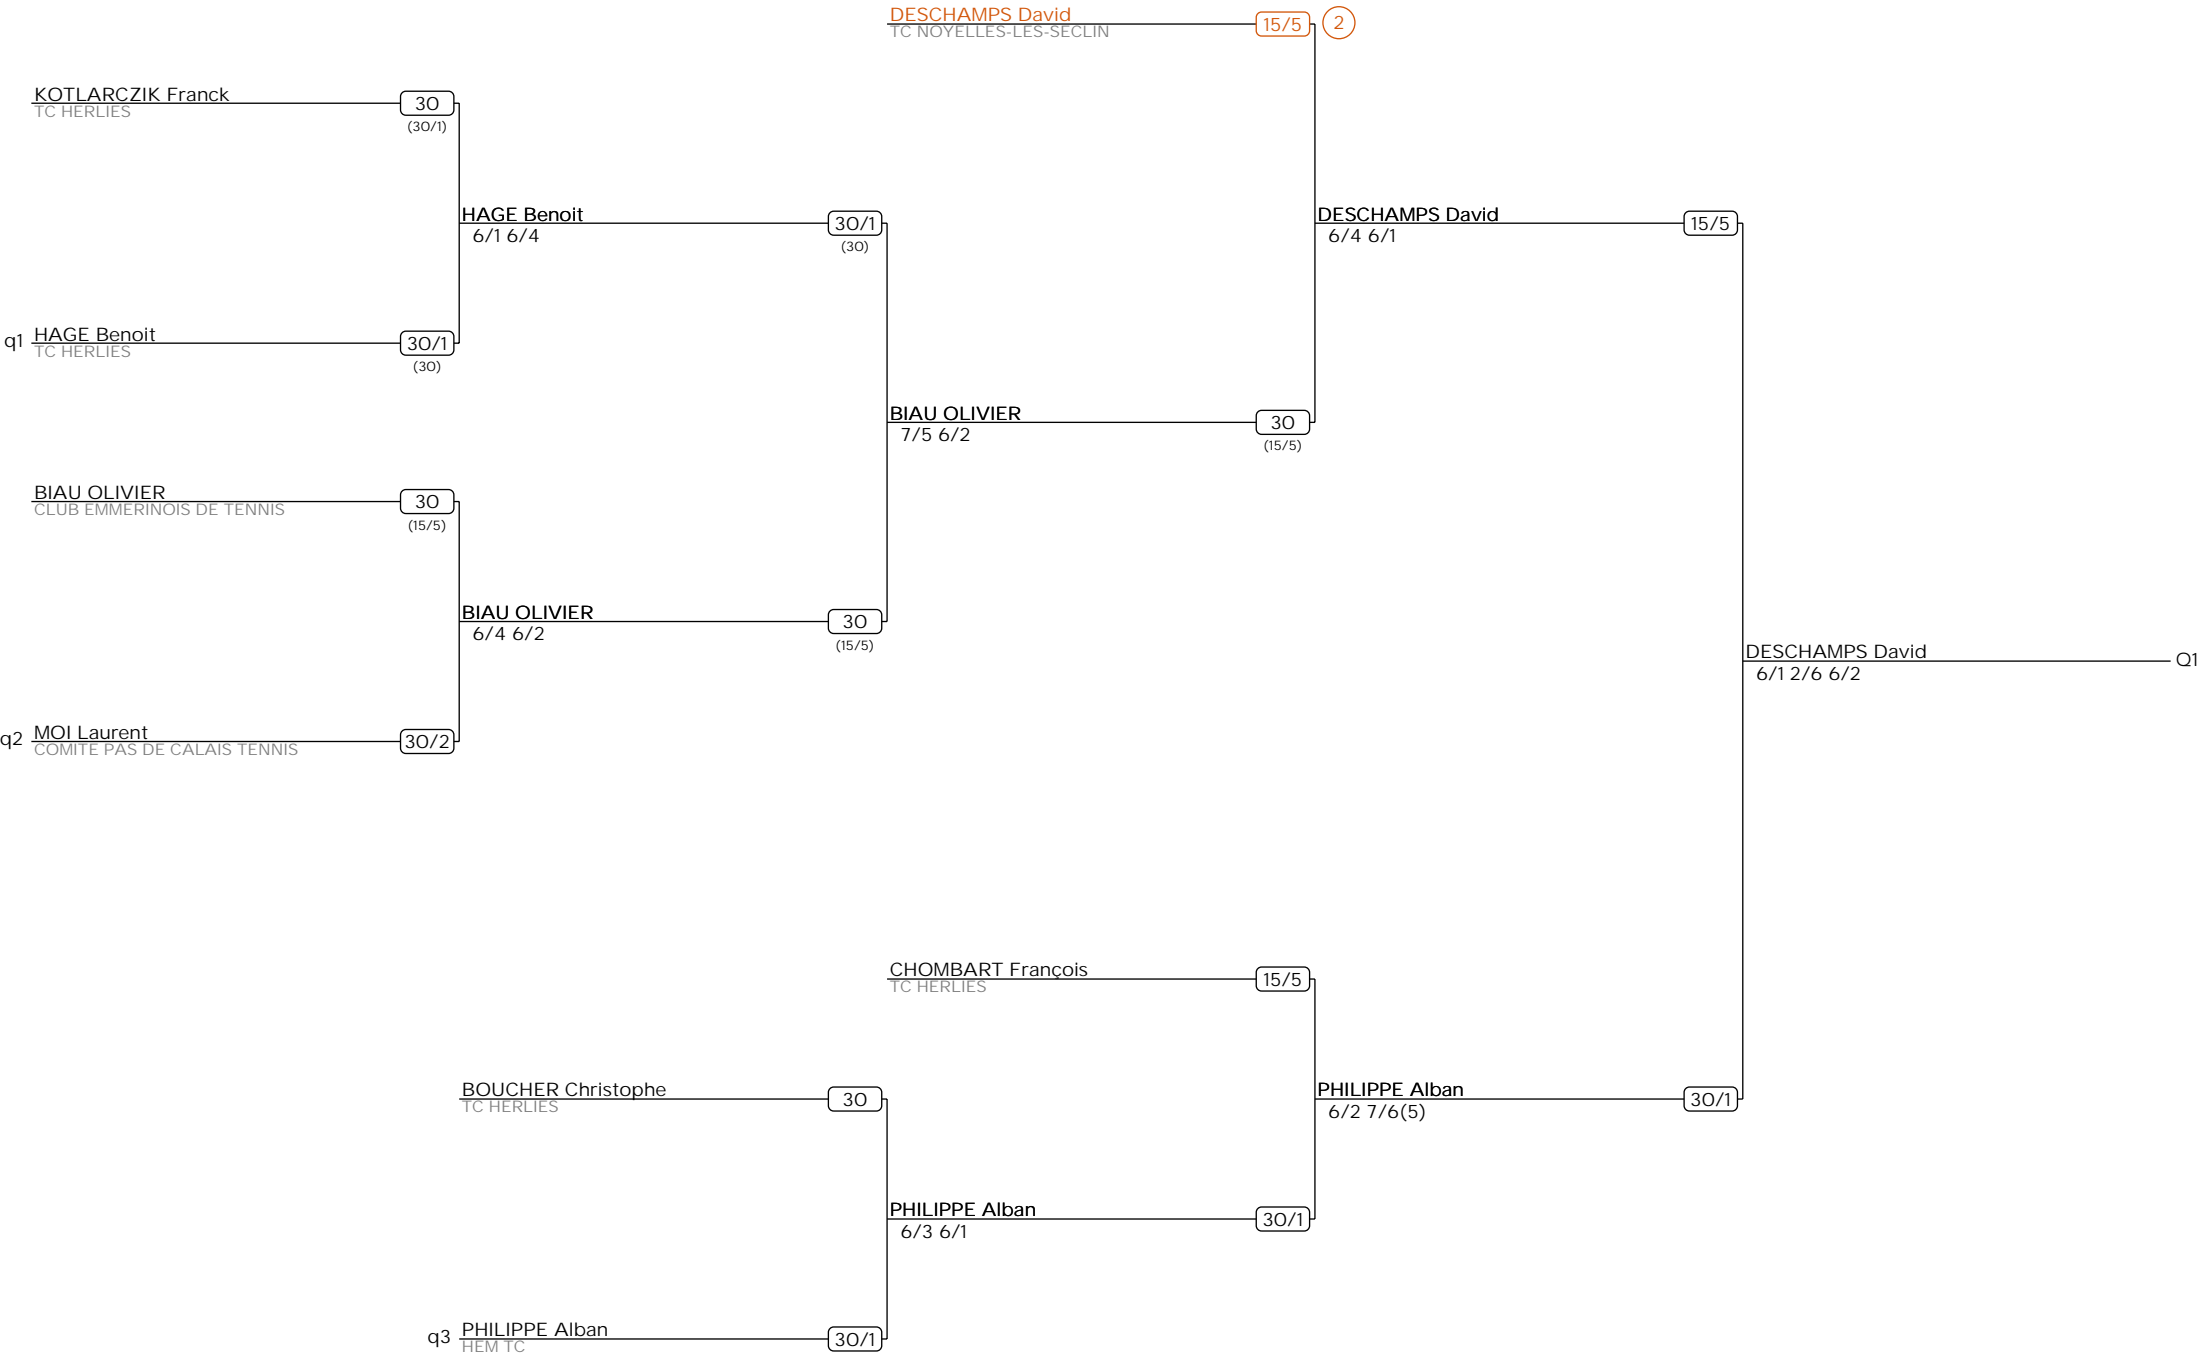 DESCHAMPS David
15/5
2
TC NOYELLES-LES-SECLIN
KOTLARCZIK Franck
30
TC HERLIES
(30/1)
HAGE Benoit
30/1
6/1 6/4
(30)
DESCHAMPS David
15/5
6/4 6/1
q1
HAGE Benoit
30/1
TC HERLIES
(30)
BIAU OLIVIER
30
7/5 6/2
(15/5)
BIAU OLIVIER
30
CLUB EMMERINOIS DE TENNIS
(15/5)
BIAU OLIVIER
30
6/4 6/2
(15/5)
DESCHAMPS David
Q1
6/1 2/6 6/2
q2
MOI Laurent
30/2
COMITE PAS DE CALAIS TENNIS
CHOMBART François
15/5
TC HERLIES
BOUCHER Christophe
30
TC HERLIES
PHILIPPE Alban
30/1
6/2 7/6(5)
PHILIPPE Alban
30/1
6/3 6/1
q3
PHILIPPE Alban
30/1
HEM TC